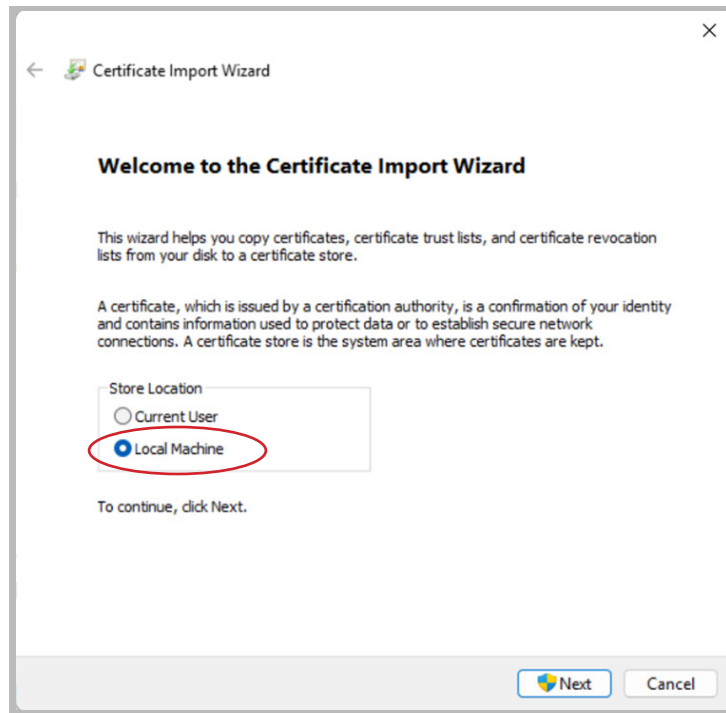 Certificate Import Wizard
Welcome to the Certificate Import Wizard
This wizard helps you copy certificates, certificate trust lists, and certificate revocation
lists from your disk to a certificate store.
A certificate, which is issued by a certification authority, is a confirmation of your identity
and contains information used to protect data or to establish secure network
connections. A certificate store is the system area where certificates are kept.
Store Location
Current User
Local Machine
To continue, click Next.
Next Cancel